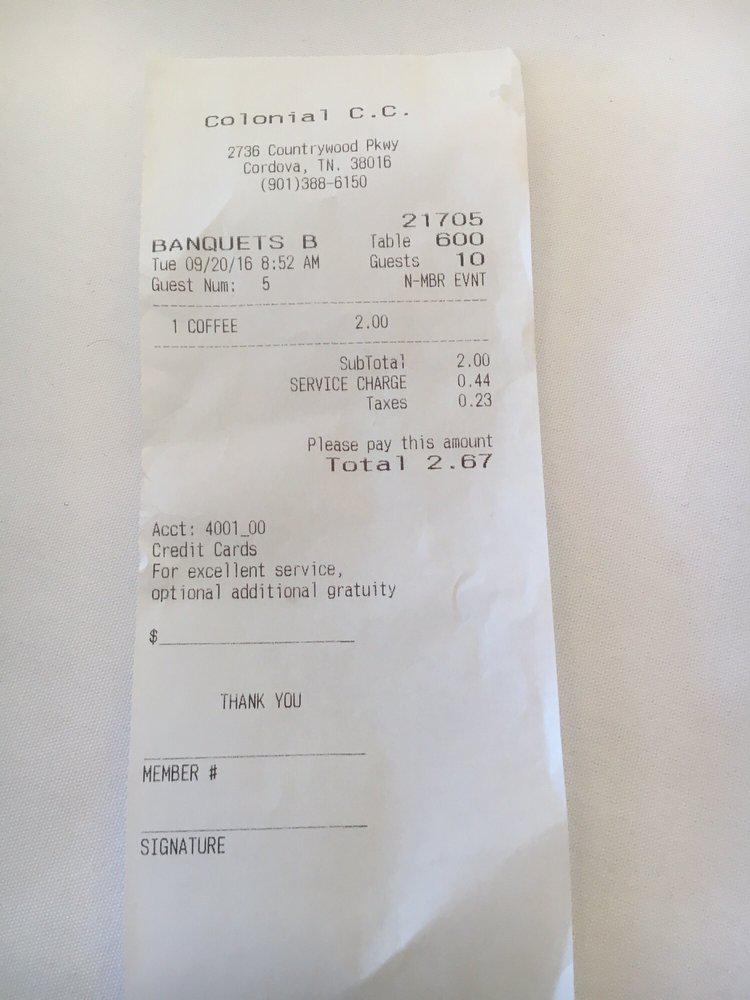 Colonial C.C.
2736 Countrywood Pkwy
Cordova, TN. 38016
(901)388-6150
21705
BANQUETS B Table 600
Tue 09/20/16 8:52 AM Guests 10
Guest Num: 5 N-MBR EVNT
1 COFFEE 2.00
SubTotal 2.00
SERVICE CHARGE 0.44
Taxes 0.23
Please pay this amount
Total 2.67
Acct: 4001_00
Credit Cards
For excellent service,
optional additional gratuity
$
THANK YOU
MEMBER #
SIGNATURE